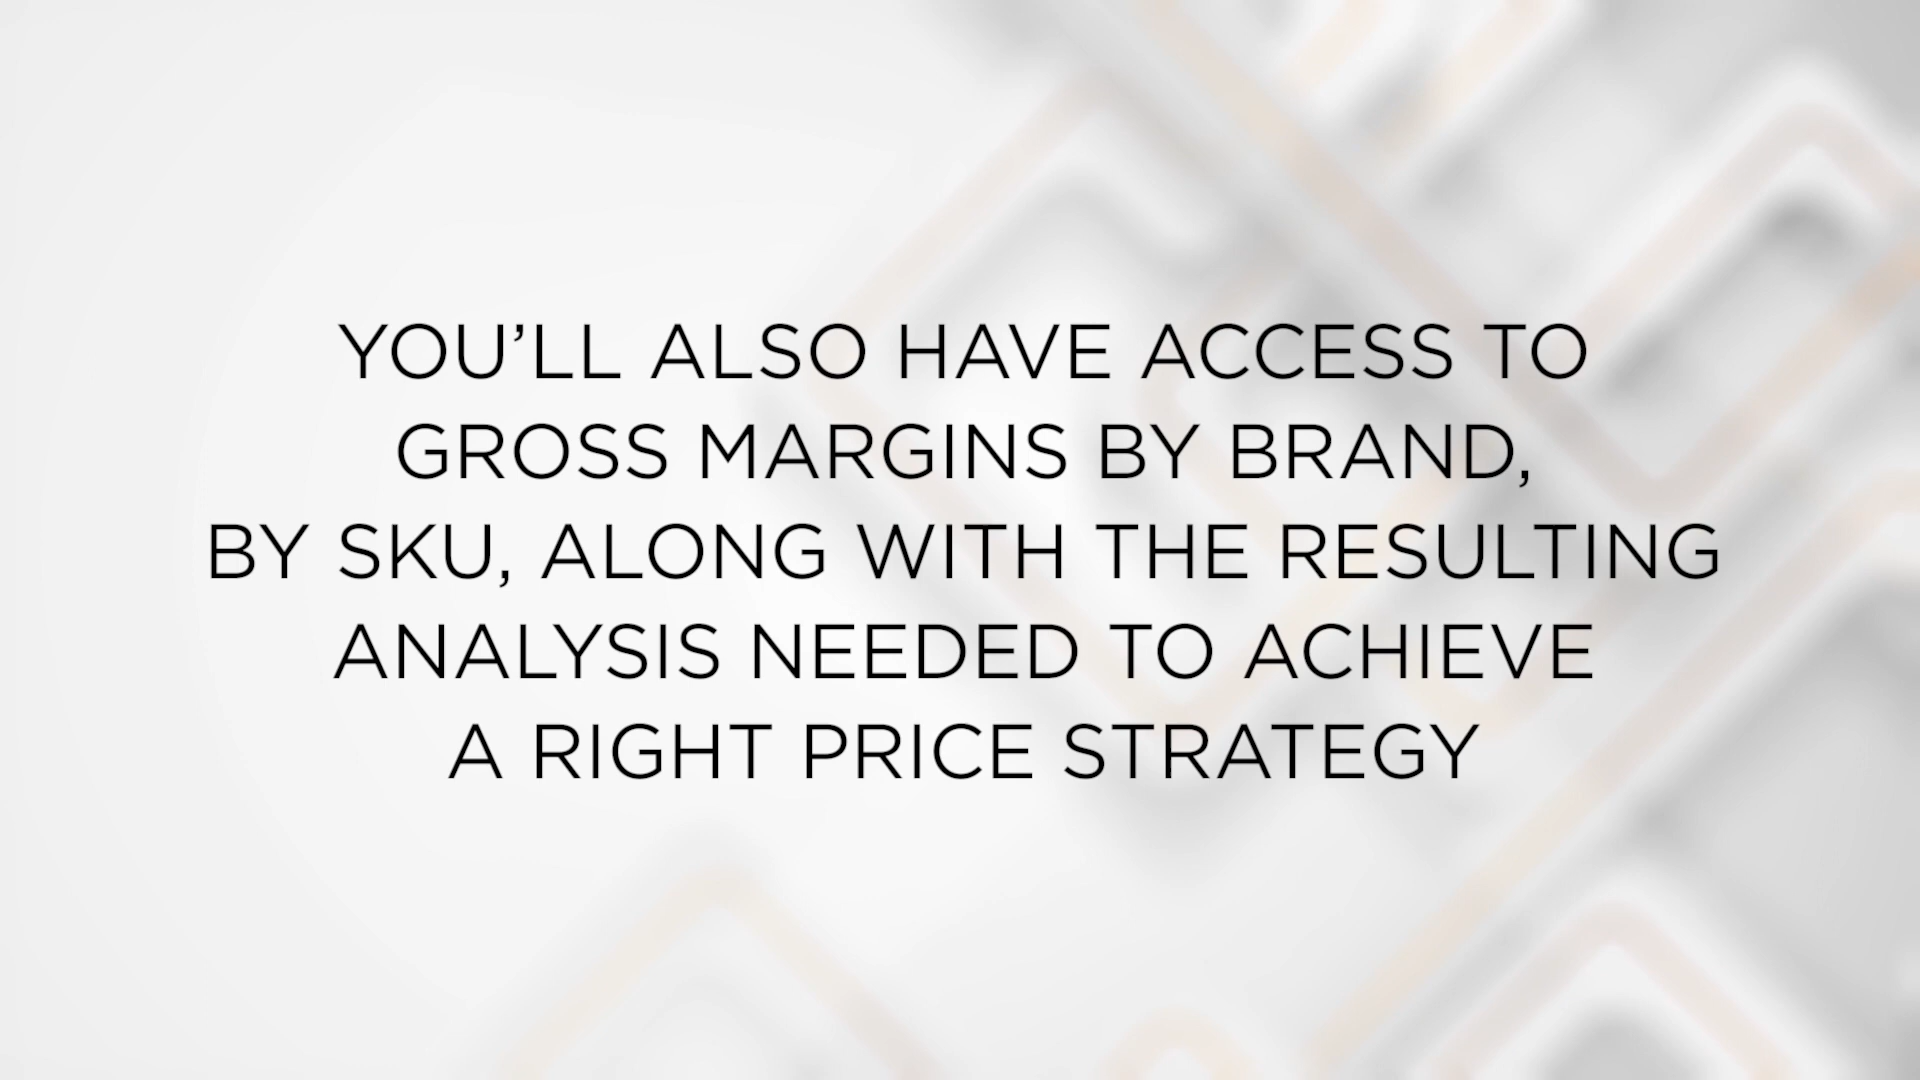 YOU’LL ALSO HAVE ACCESS TO
GROSS MARGINS BY BRAND,
BY SKU, ALONG WITH THE RESULTING
ANALYSIS NEEDED TO ACHIEVE
A RIGHT PRICE STRATEGY